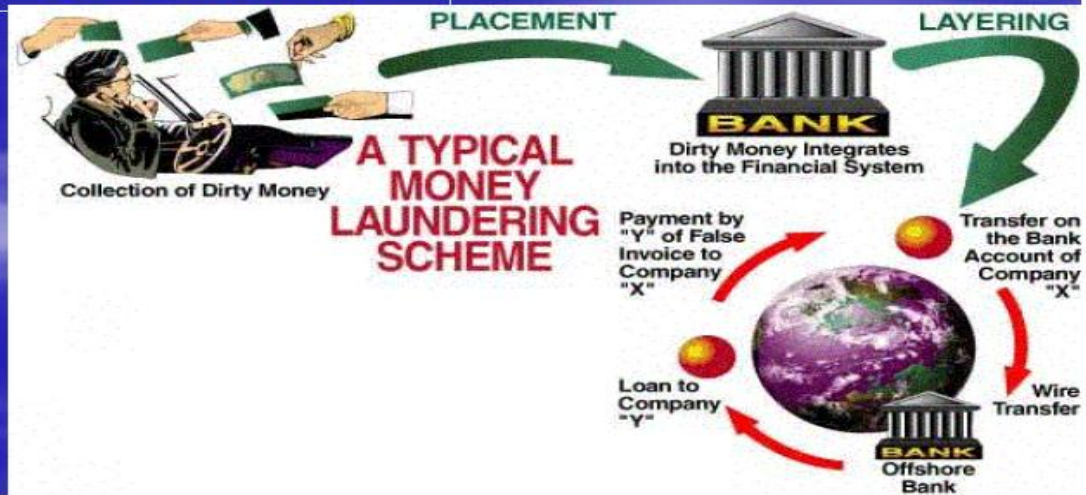 PLACEMENT
LAYERING
BANK
Dirty Money Integrates
into the Financial System
Collection of Dirty Money
A TYPICAL
MONEY
LAUNDERING
SCHEME
Transfer on
the Bank
Account of
Company
"X"
Wire
Transfer
BANK
Offshore
Bank
Loan to
Company
"Y"
Payment by
"Y" of False
Invoice to
Company
"X"